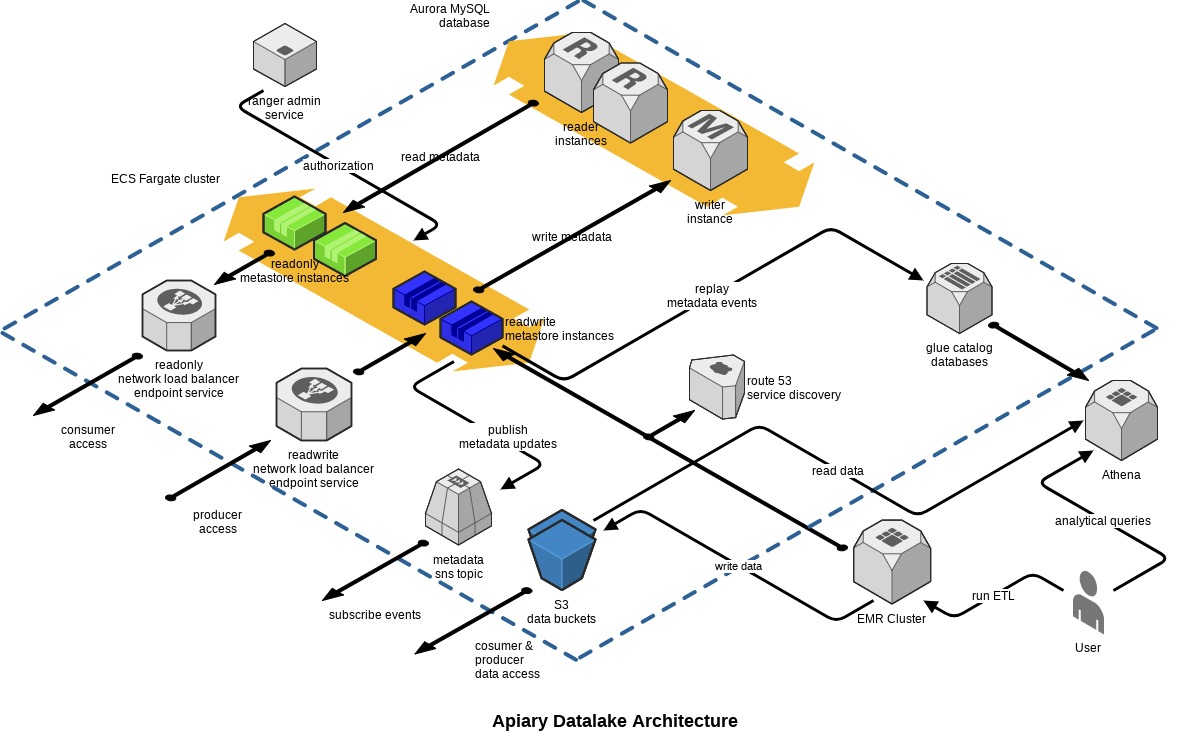 Aurora MySQL
database
R
R
M
ranger admin
service
reader
instances
authorization
read metadata
ECS Fargate cluster
writer
instance
write metadata
readonly
metastore instances
replay
metadata events
readwrite
metastore instances
glue catalog
databases
readonly
network load balancer
endpoint service
route 53
service discovery
consumer
access
publish
metadata updates
readwrite
network load balancer
endpoint service
read data
Athena
producer
access
analytical queries
metadata
sns topic
write data
run ETL
S3
data buckets
subscribe events
EMR Cluster
User
cosumer &
producer
data access
Apiary Datalake Architecture